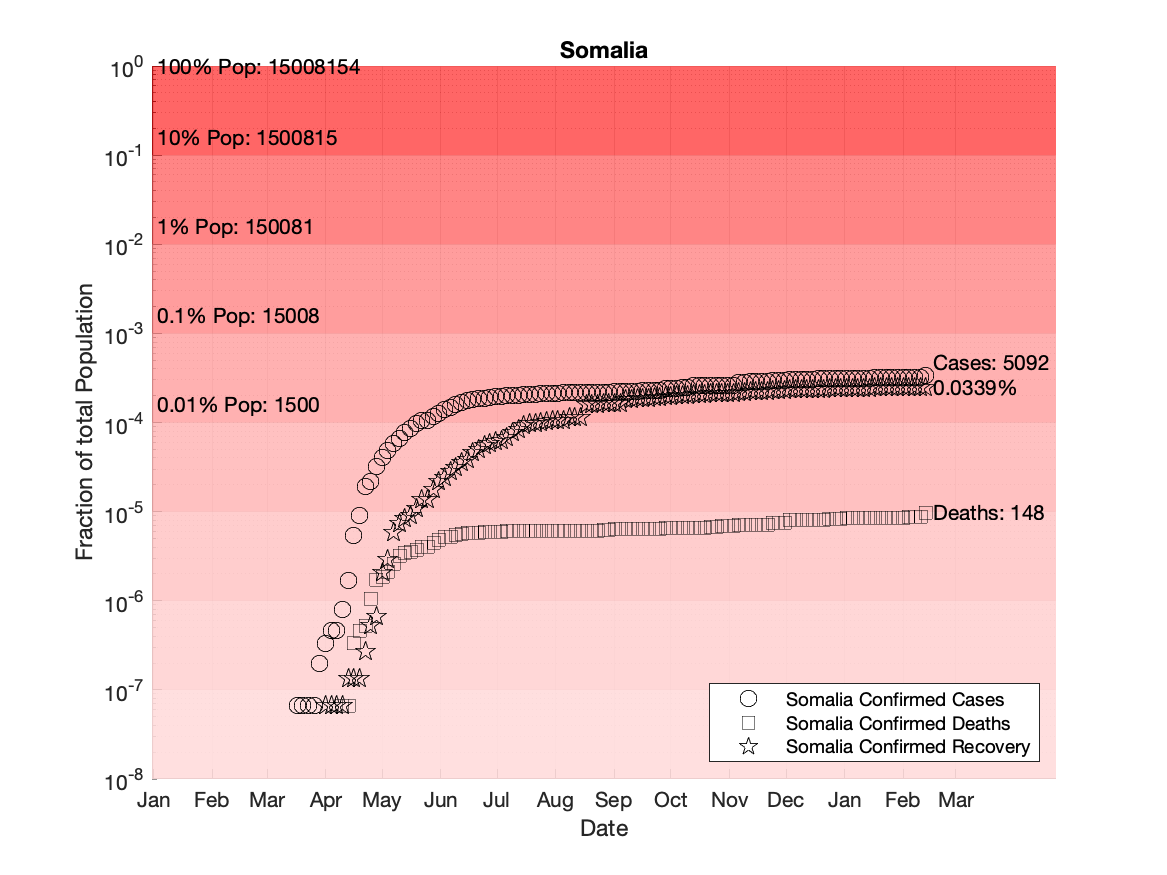 Somalia
10^0
100% Pop: 15008154
10% Pop: 1500815
10^-1
1% Pop: 150081
10^-2
0.1% Pop: 15008
10^-3
Cases: 5092
0.0339%
0.01% Pop: 1500
10^-4
Fraction of total Population
10^-5
Deaths: 148
10^-6
10^-7
Somalia Confirmed Cases
Somalia Confirmed Deaths
Somalia Confirmed Recovery
10^-8
Jan Feb Mar Apr May Jun Jul Aug Sep Oct Nov Dec Jan Feb Mar
Date